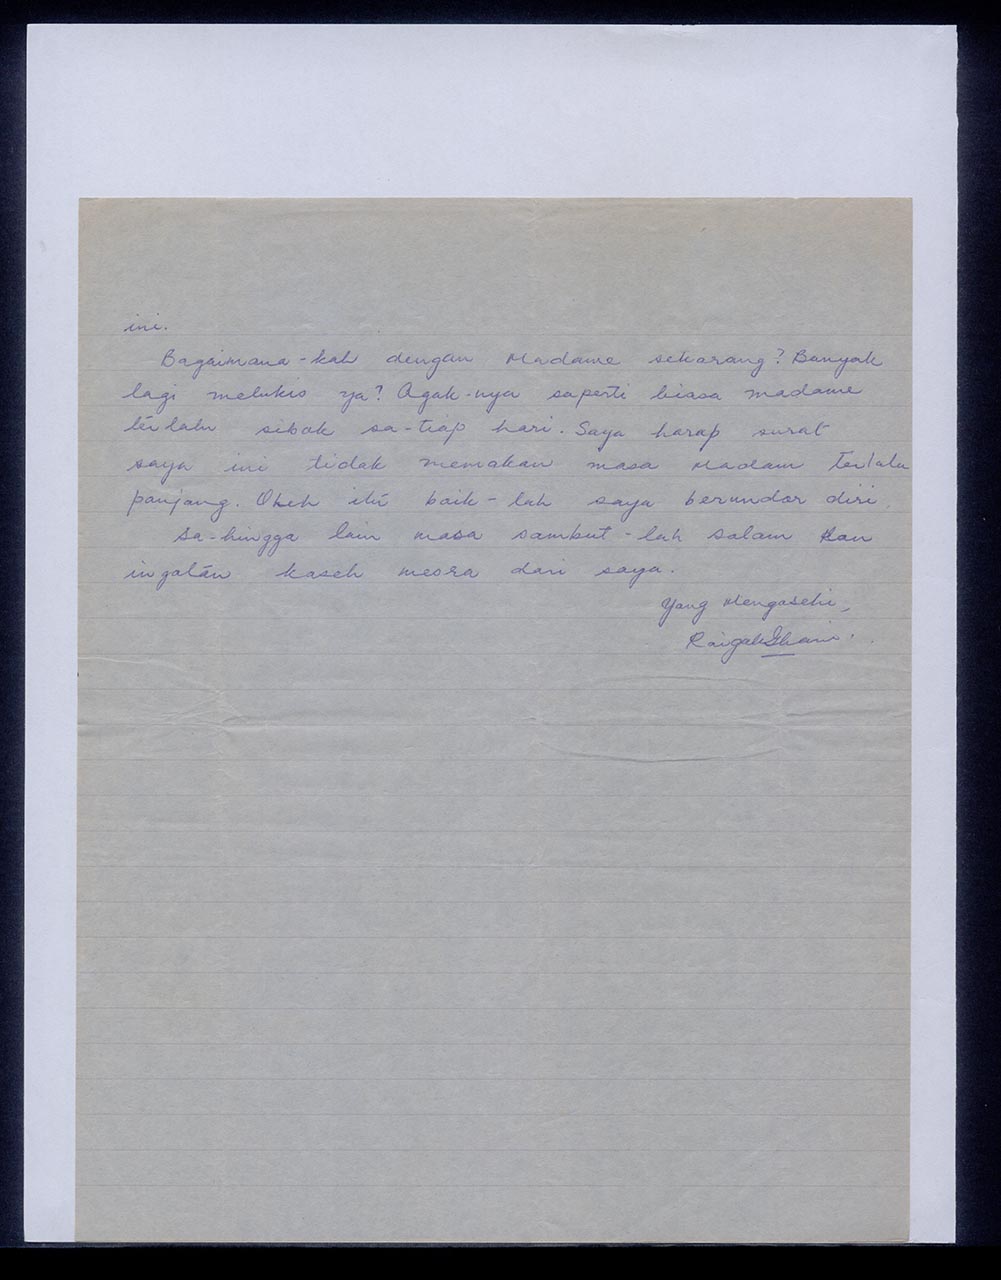 ini.
Bagaimana-kah dengan Madame sekarang? Banyak
lagi melukis ya? Agak-nya saperti biasa madame
terlalu sibok sa-tiap hari. Saya harap surat
saya ini tidak memakan masa Madam terlalu
panjang. Oleh itu baik-lah saya berundor diri.
Sa-hingga lain masa sambut-lah salam dan
ingatan kaseh mesra dari saya.
Yang Mengasehi,